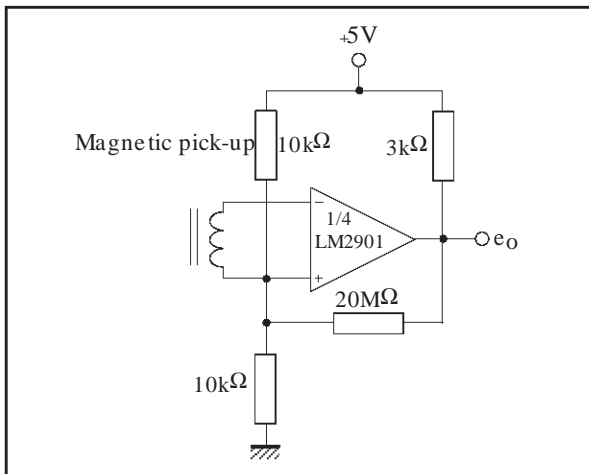 +5V
Magnetic pick-up
10kΩ
3kΩ
−
1/4
LM2901
+
eo
20MΩ
10kΩ